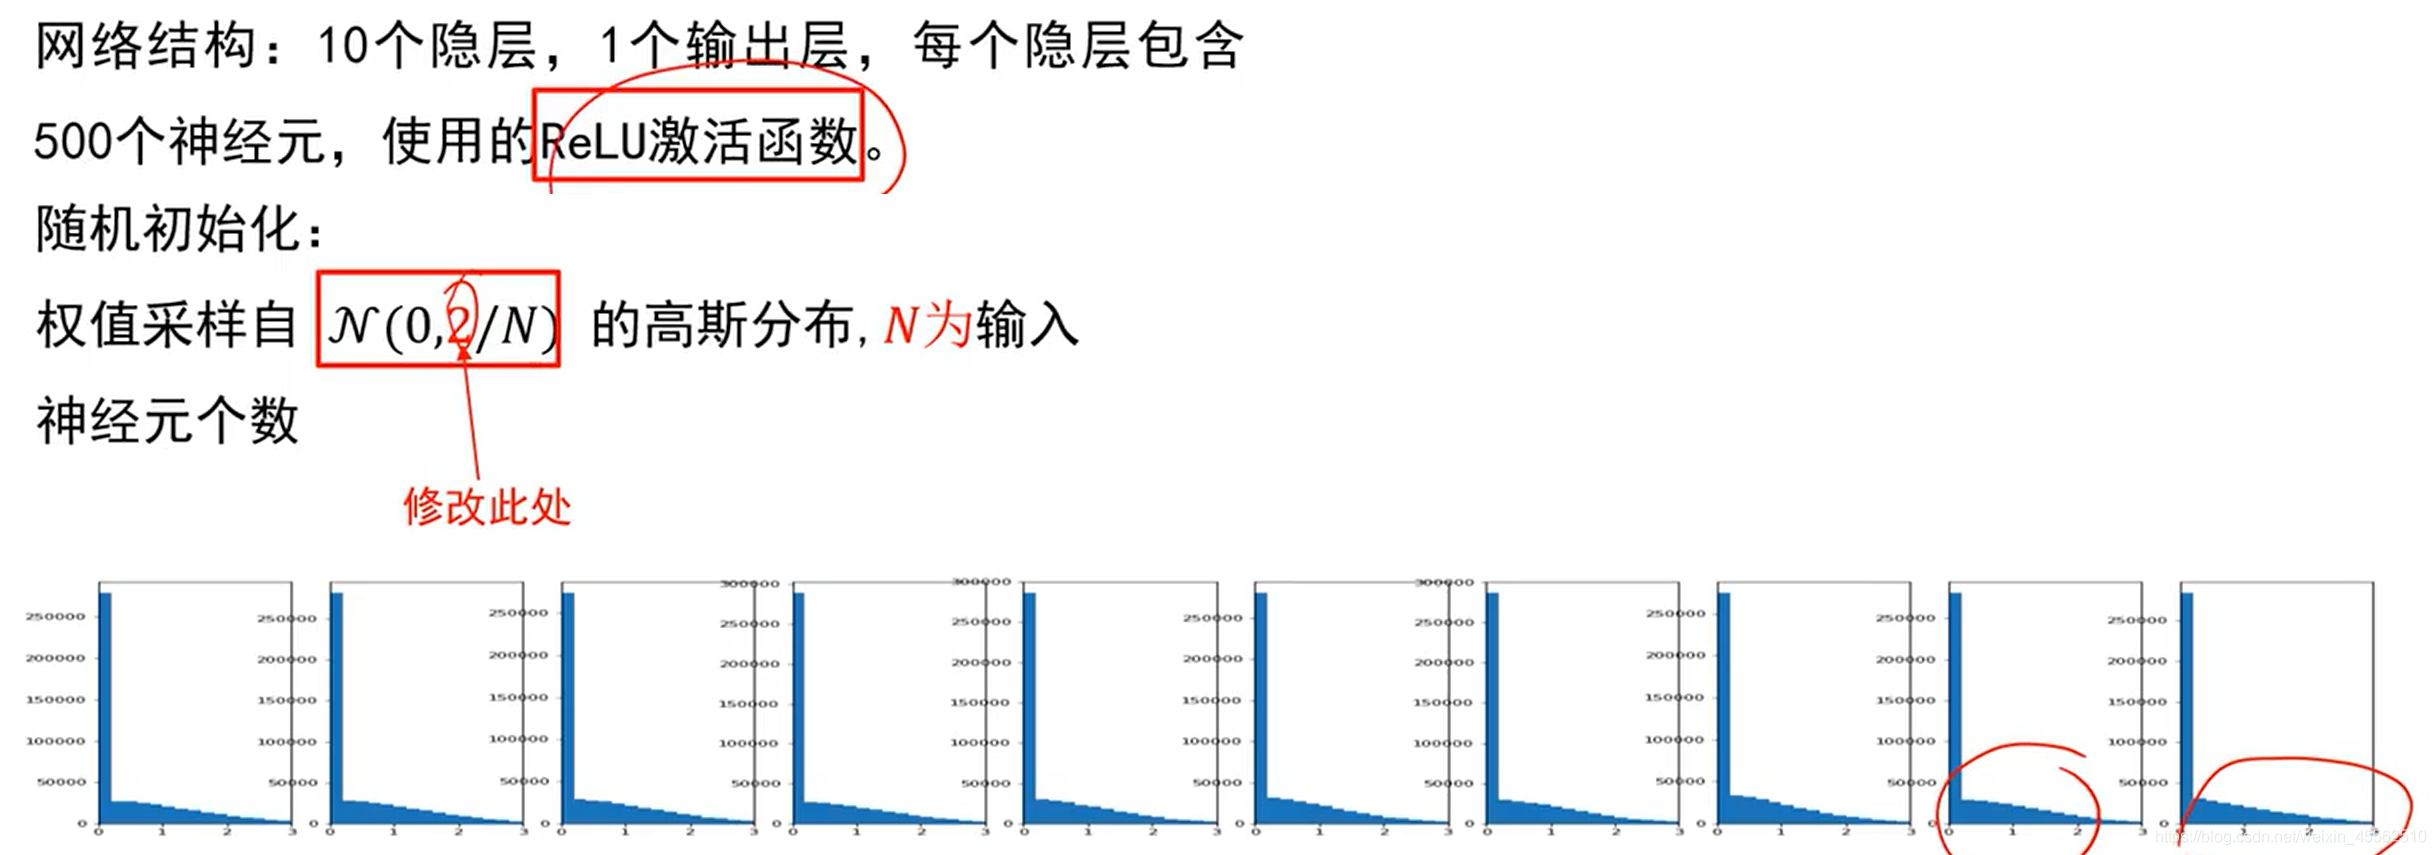 网络结构：10个隐层，1个输出层，每个隐层包含
500个神经元，使用的ReLU激活函数。
随机初始化：
权值采样自 𝒩(0,2/N) 的高斯分布,N为输入
神经元个数
修改此处
250000 200000 150000 100000 50000 0 0 1 2 3
250000 200000 150000 100000 50000 0 0 1 2 3
250000 200000 150000 100000 50000 0 0 1 2 3
300000 250000 200000 150000 100000 50000 0 0 1 2 3
300000 250000 200000 150000 100000 50000 0 0 1 2 3
250000 200000 150000 100000 50000 0 0 1 2 3
300000 250000 200000 150000 100000 50000 0 0 1 2 3
250000 200000 150000 100000 50000 0 0 1 2 3
250000 200000 150000 100000 50000 0 0 1 2 3
250000 200000 150000 100000 50000 0 0 1 2